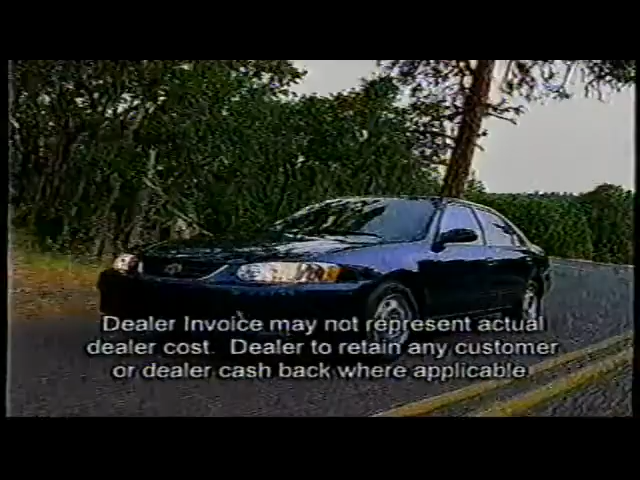 Dealer Invoice may not represent actual
dealer cost. Dealer to retain any customer
or dealer cash back where applicable.